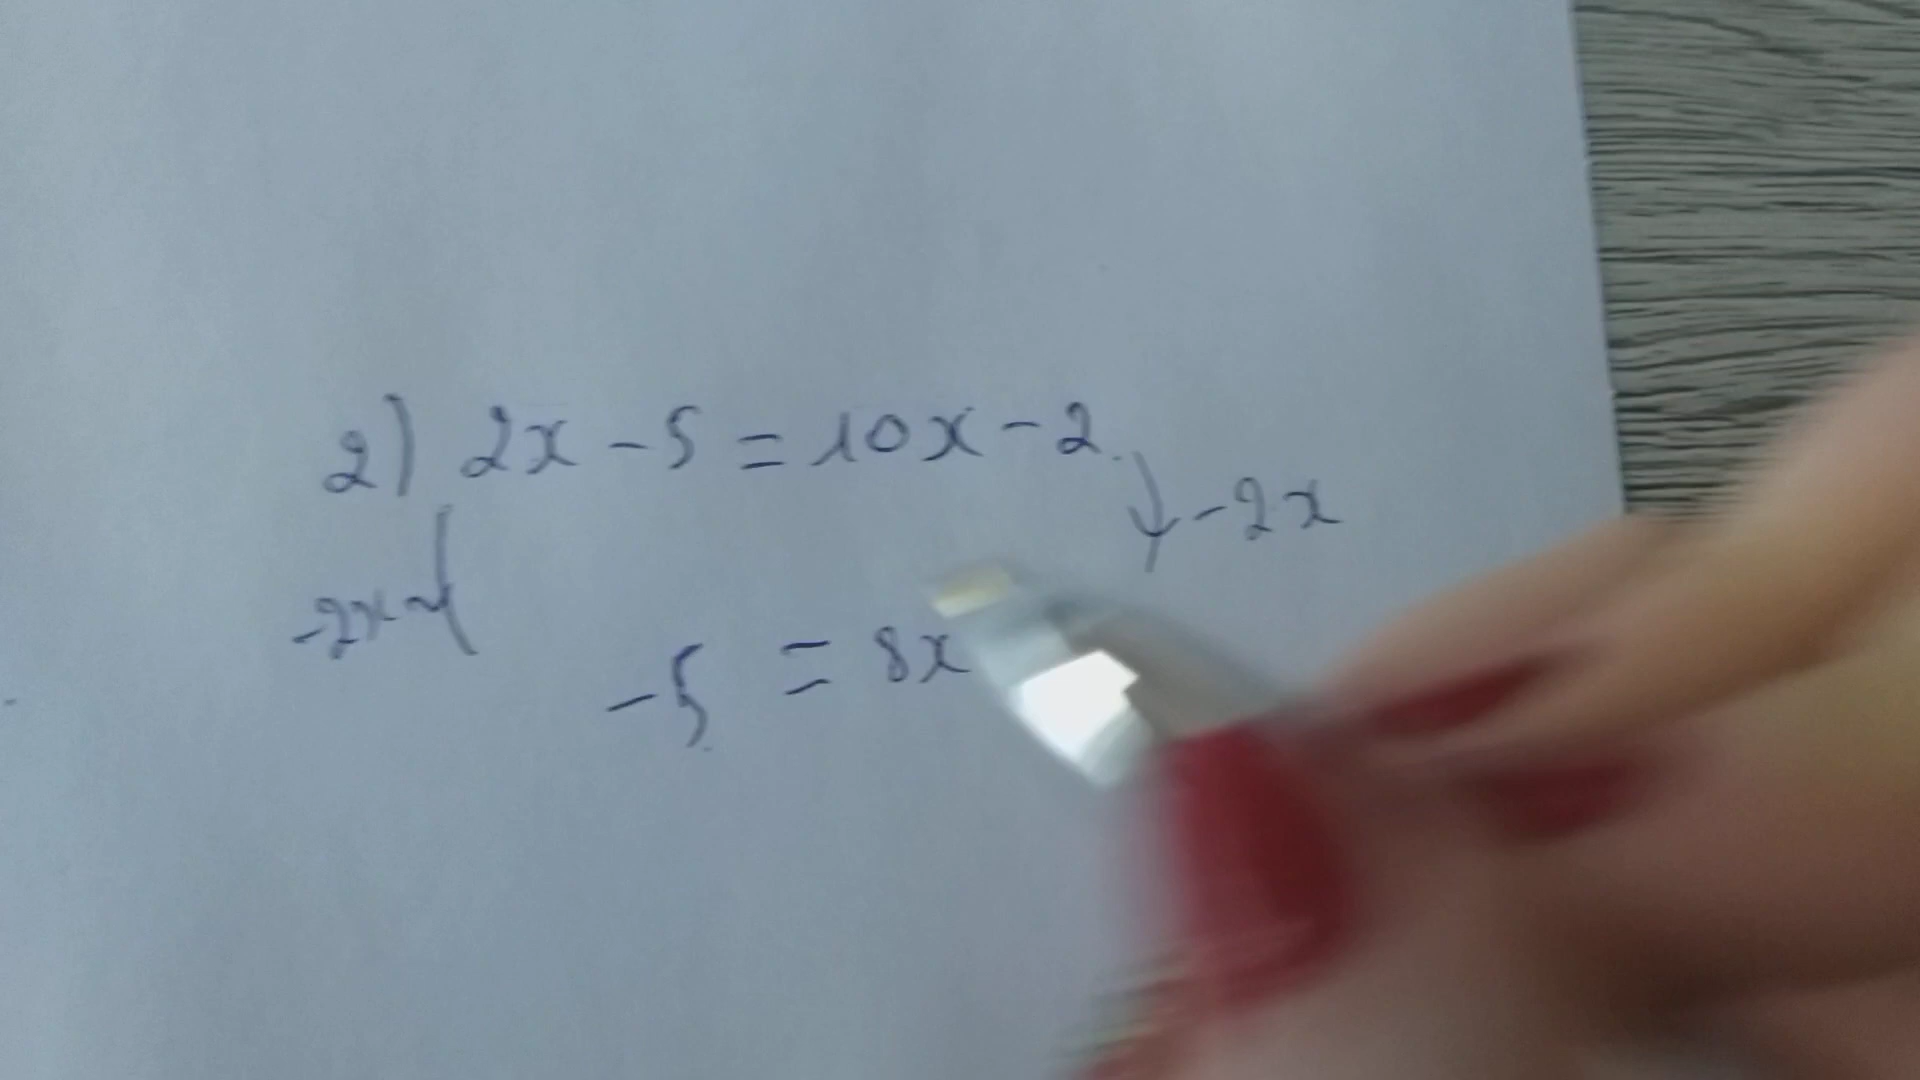 2) 2x - 5 = 10x - 2
-2x
-2x
-5 = 8x